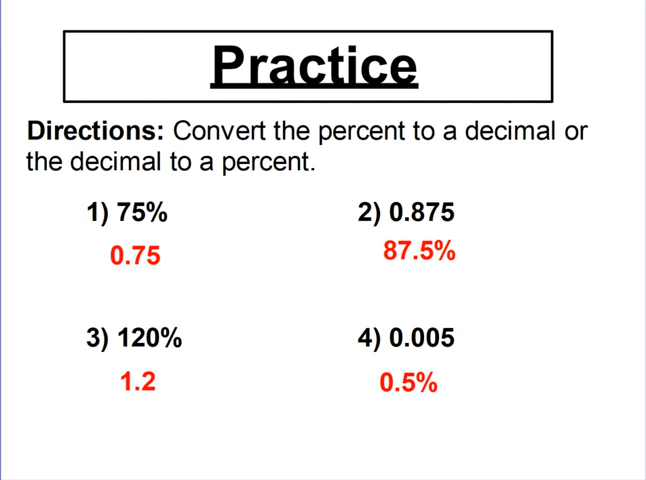 Practice
Directions: Convert the percent to a decimal or
the decimal to a percent.
1) 75% 2) 0.875
0.75 87.5%
3) 120% 4) 0.005
1.2 0.5%